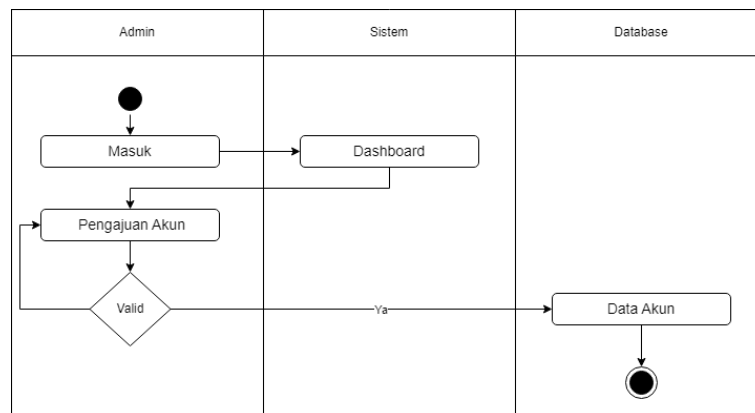 Admin
Sistem
Database
Masuk
Dashboard
Pengajuan Akun
Valid
Ya
Data Akun